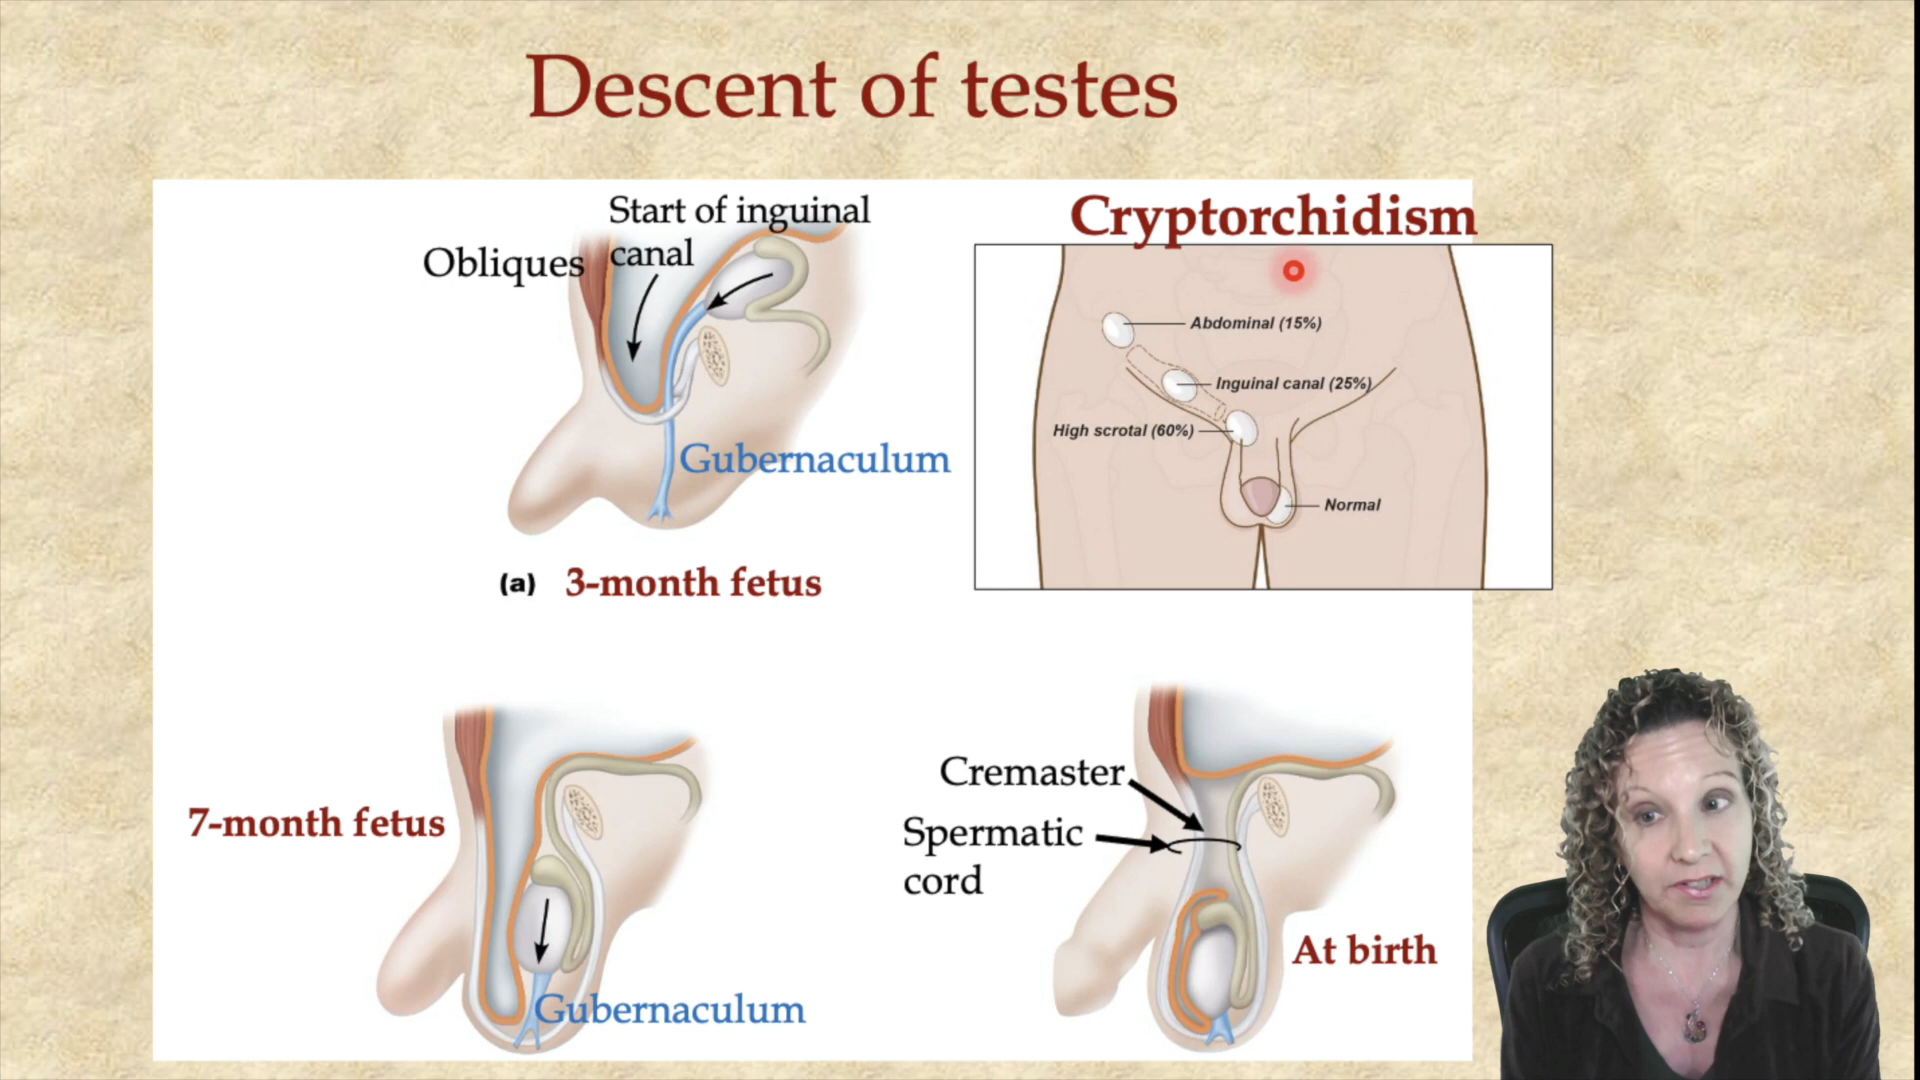 Descent of testes
Start of inguinal
canal
Obliques
Gubernaculum
(a) 3-month fetus
Cryptorchidism
Abdominal (15%)
Inguinal canal (25%)
High scrotal (60%)
Normal
7-month fetus
Gubernaculum
Cremaster
Spermatic
cord
At birth